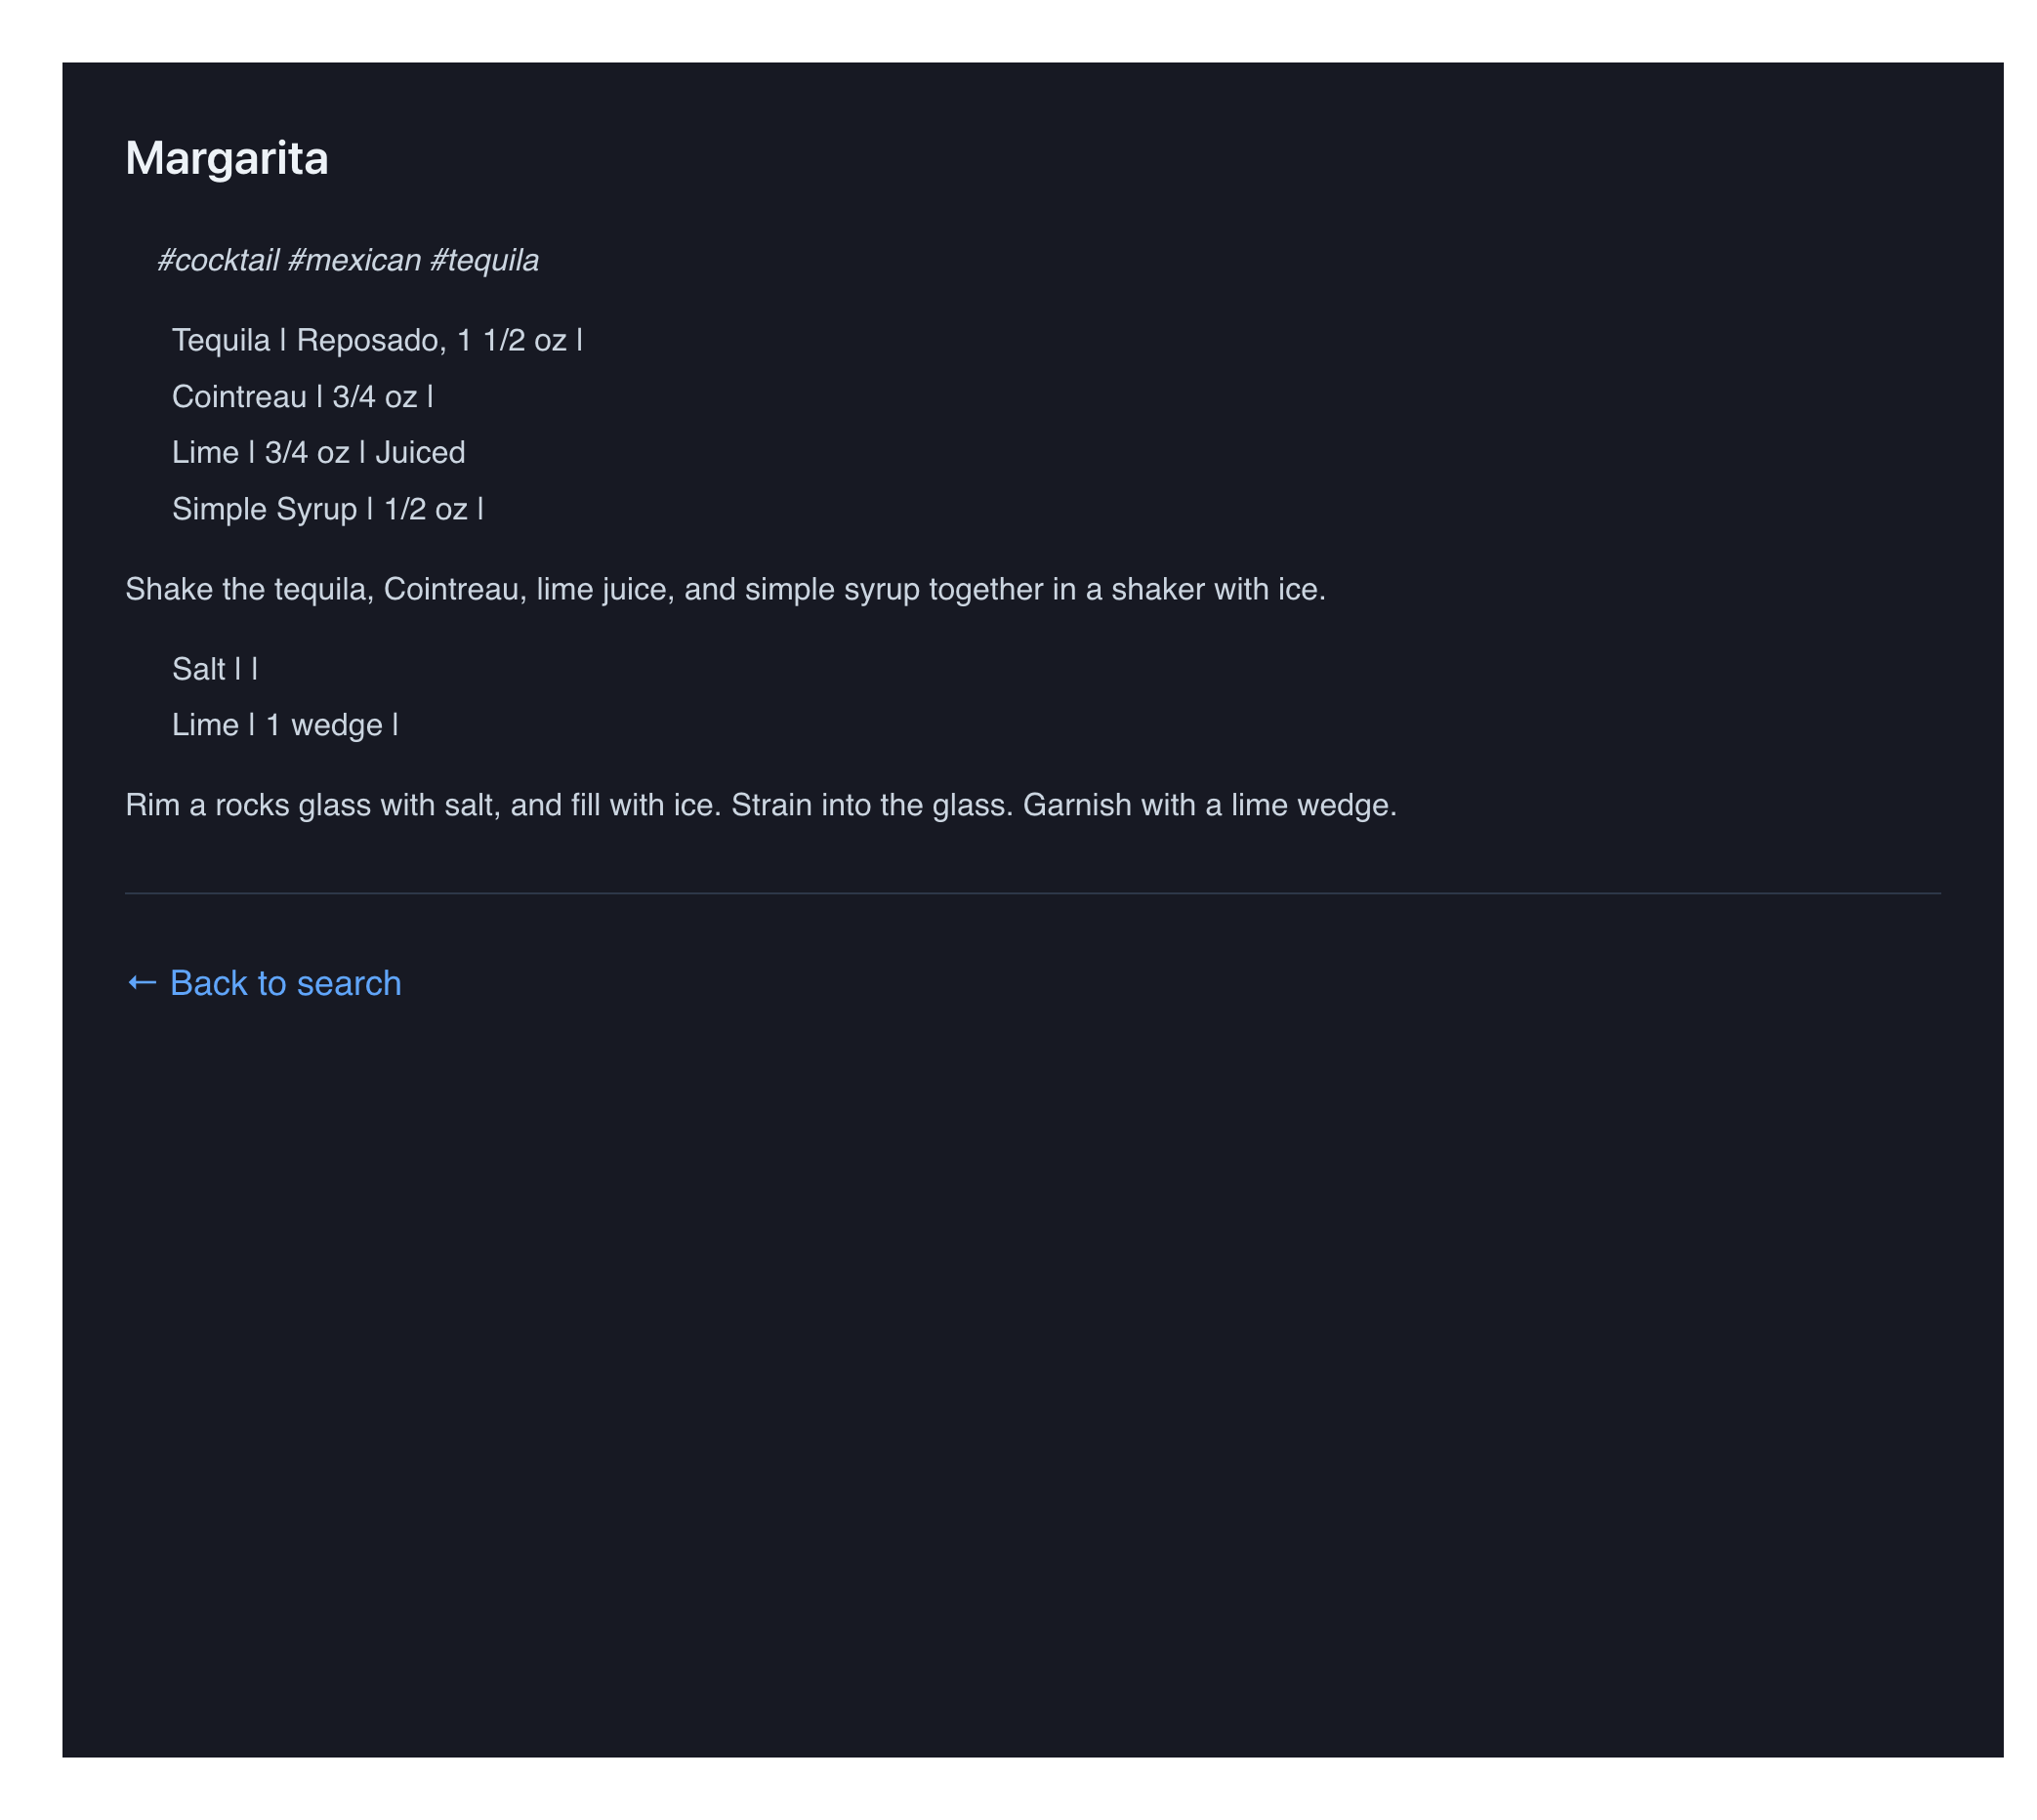 Margarita
#cocktail #mexican #tequila
Tequila | Reposado, 1 1/2 oz |
Cointreau | 3/4 oz |
Lime | 3/4 oz | Juiced
Simple Syrup | 1/2 oz |
Shake the tequila, Cointreau, lime juice, and simple syrup together in a shaker with ice.
Salt | |
Lime | 1 wedge |
Rim a rocks glass with salt, and fill with ice. Strain into the glass. Garnish with a lime wedge.
← Back to search